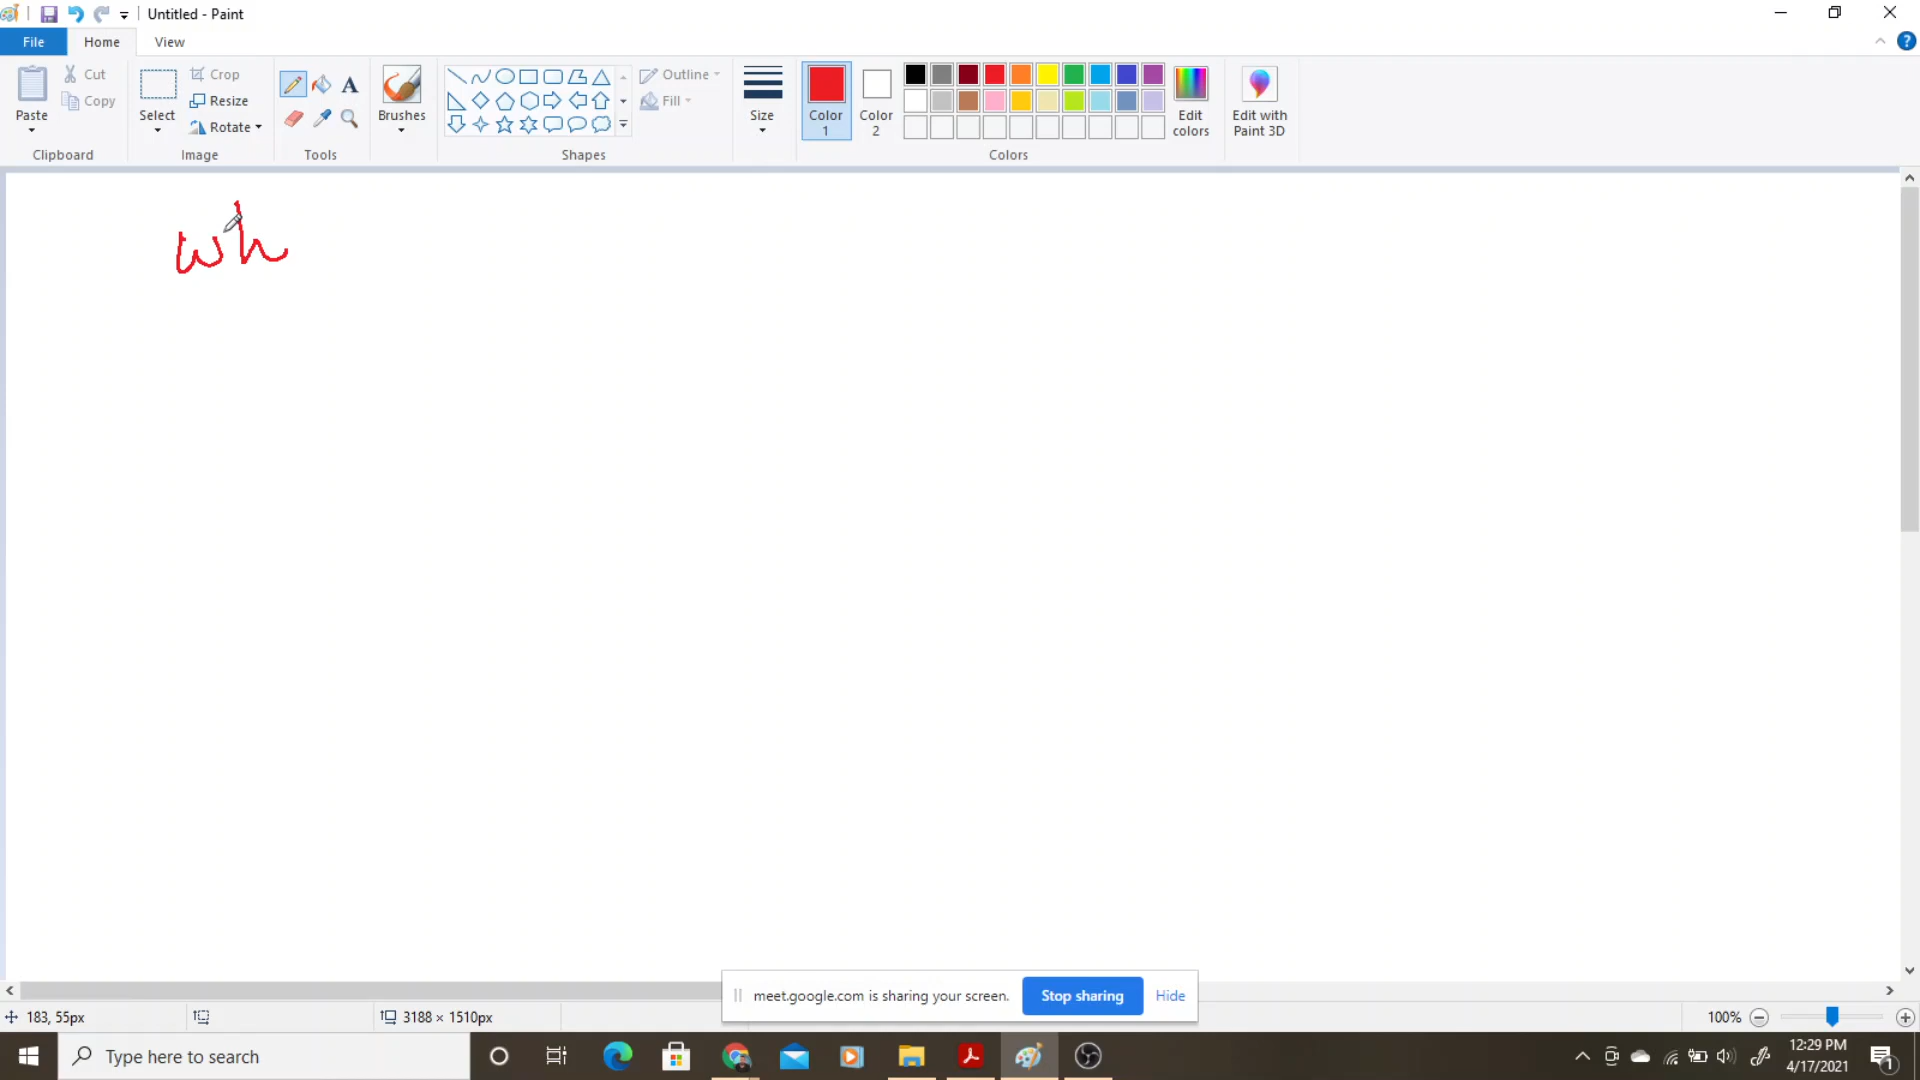 Untitled - Paint
File Home View
Cut
Copy
Paste
Clipboard
Select
Crop
Resize
Rotate
Image
Tools
A
Brushes
Outline
Fill
Shapes
Size
Color 1
Color 2
Edit colors
Colors
Edit with Paint 3D
wh
meet.google.com is sharing your screen. Stop sharing Hide
183, 55px 3188 × 1510px 100%
Type here to search
12:29 PM
4/17/2021
1